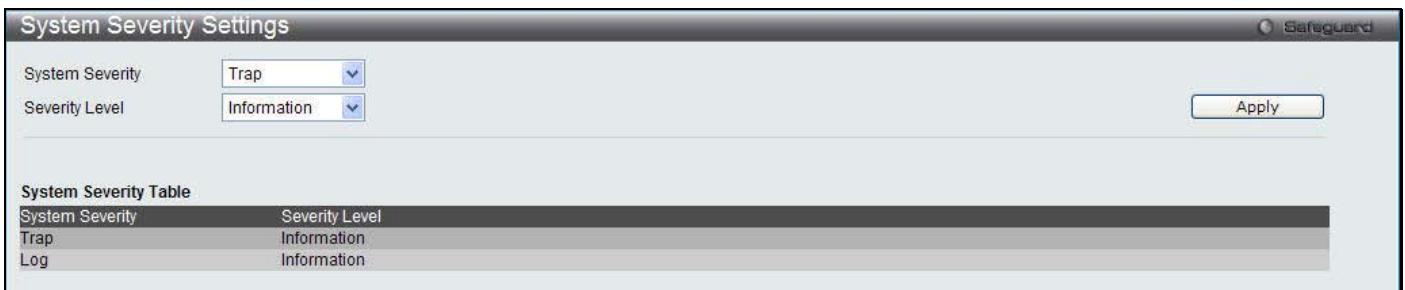 System Severity Settings
Safeguard
System Severity Trap
Severity Level Information
Apply
System Severity Table
System Severity Severity Level
Trap Information
Log Information